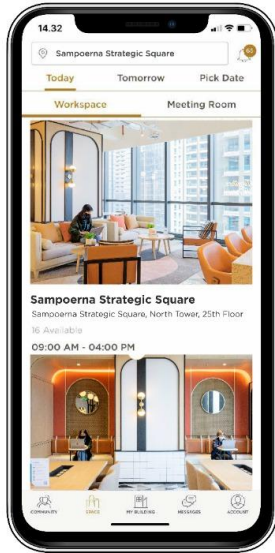 14.32
Sampoerna Strategic Square
Today Tomorrow Pick Date
Workspace Meeting Room
Sampoerna Strategic Square
Sampoerna Strategic Square, North Tower, 25th Floor
16 Available
09:00 AM - 04:00 PM
COMMUNITY SPACE MY BUILDING MESSAGES ACCOUNT